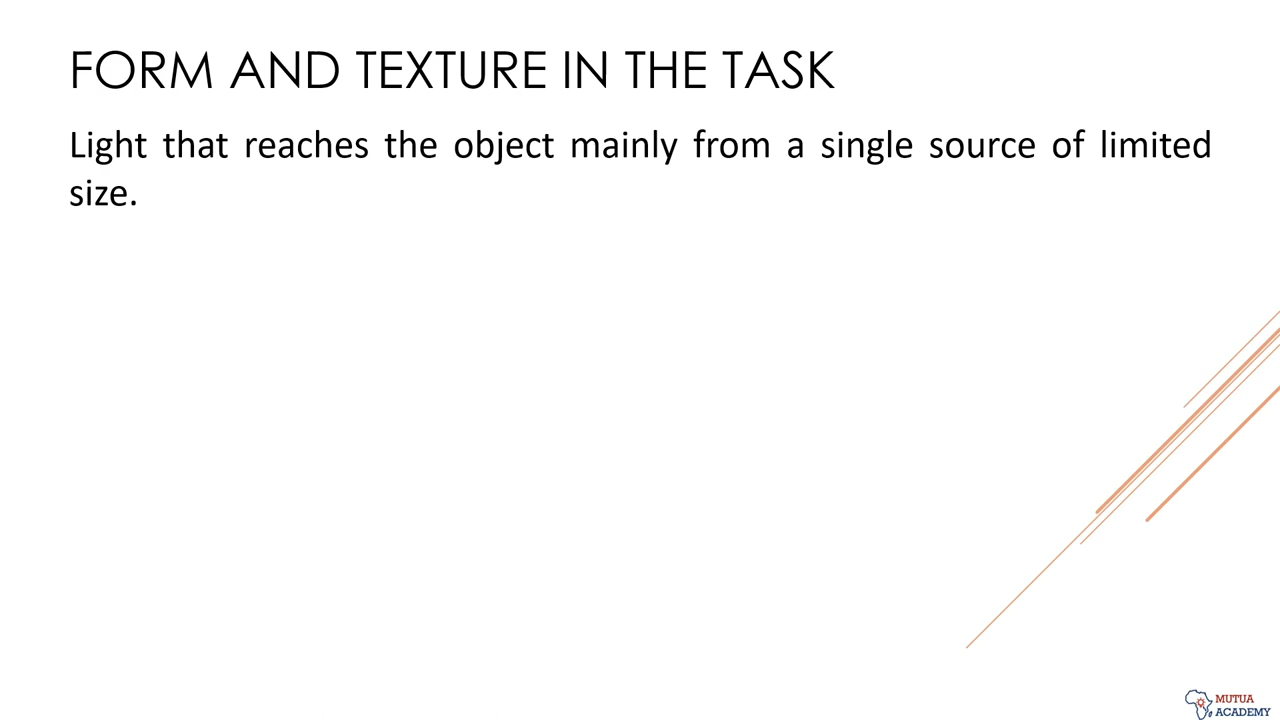 FORM AND TEXTURE IN THE TASK
Light that reaches the object mainly from a single source of limited
size.
MUTUA
ACADEMY